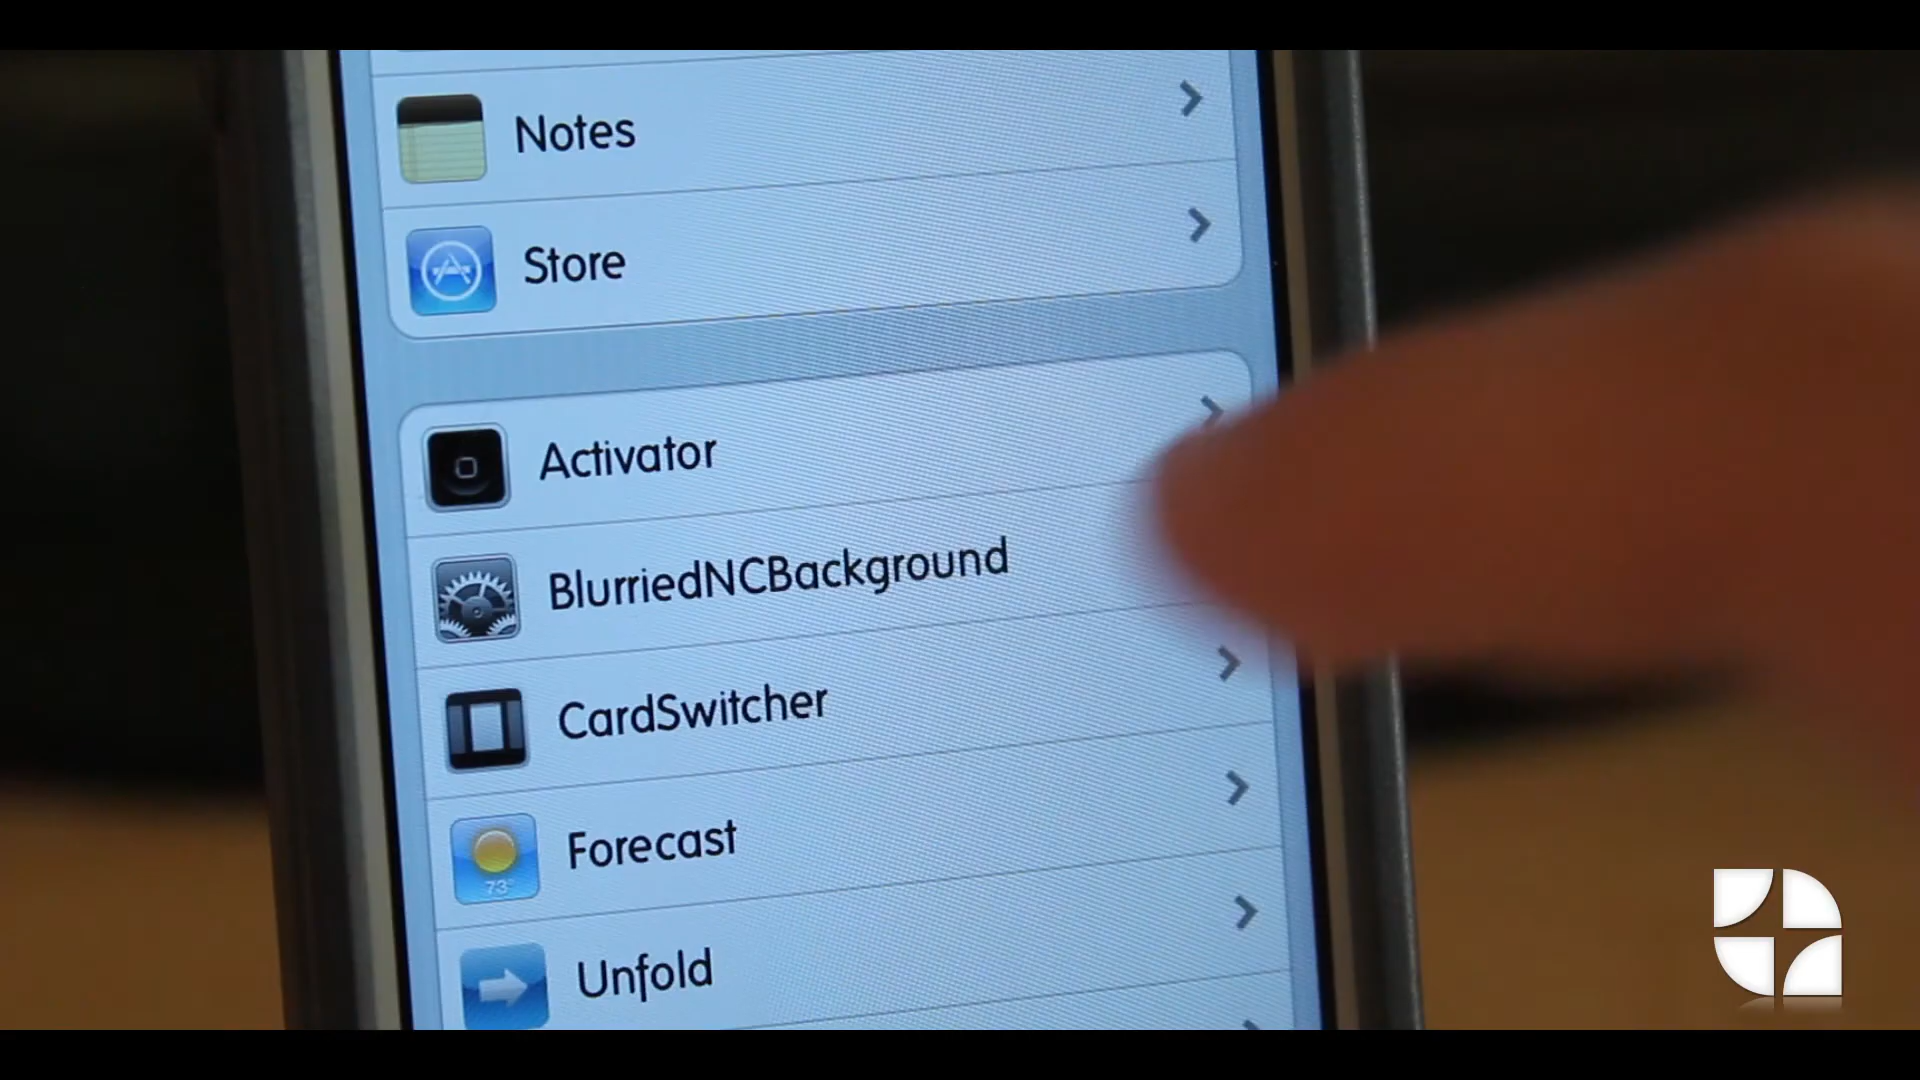 Notes
Store
Activator
BlurriedNCBackground
CardSwitcher
Forecast
73°
Unfold